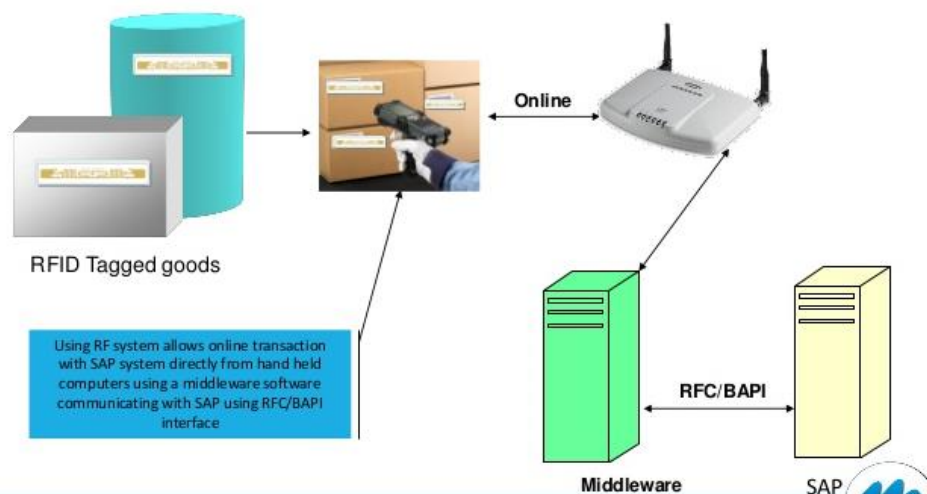 Online
RFID Tagged goods
Using RF system allows online transaction
with SAP system directly from hand held
computers using a middleware software
communicating with SAP using RFC/BAPI
interface
RFC/BAPI
Middleware
SAP